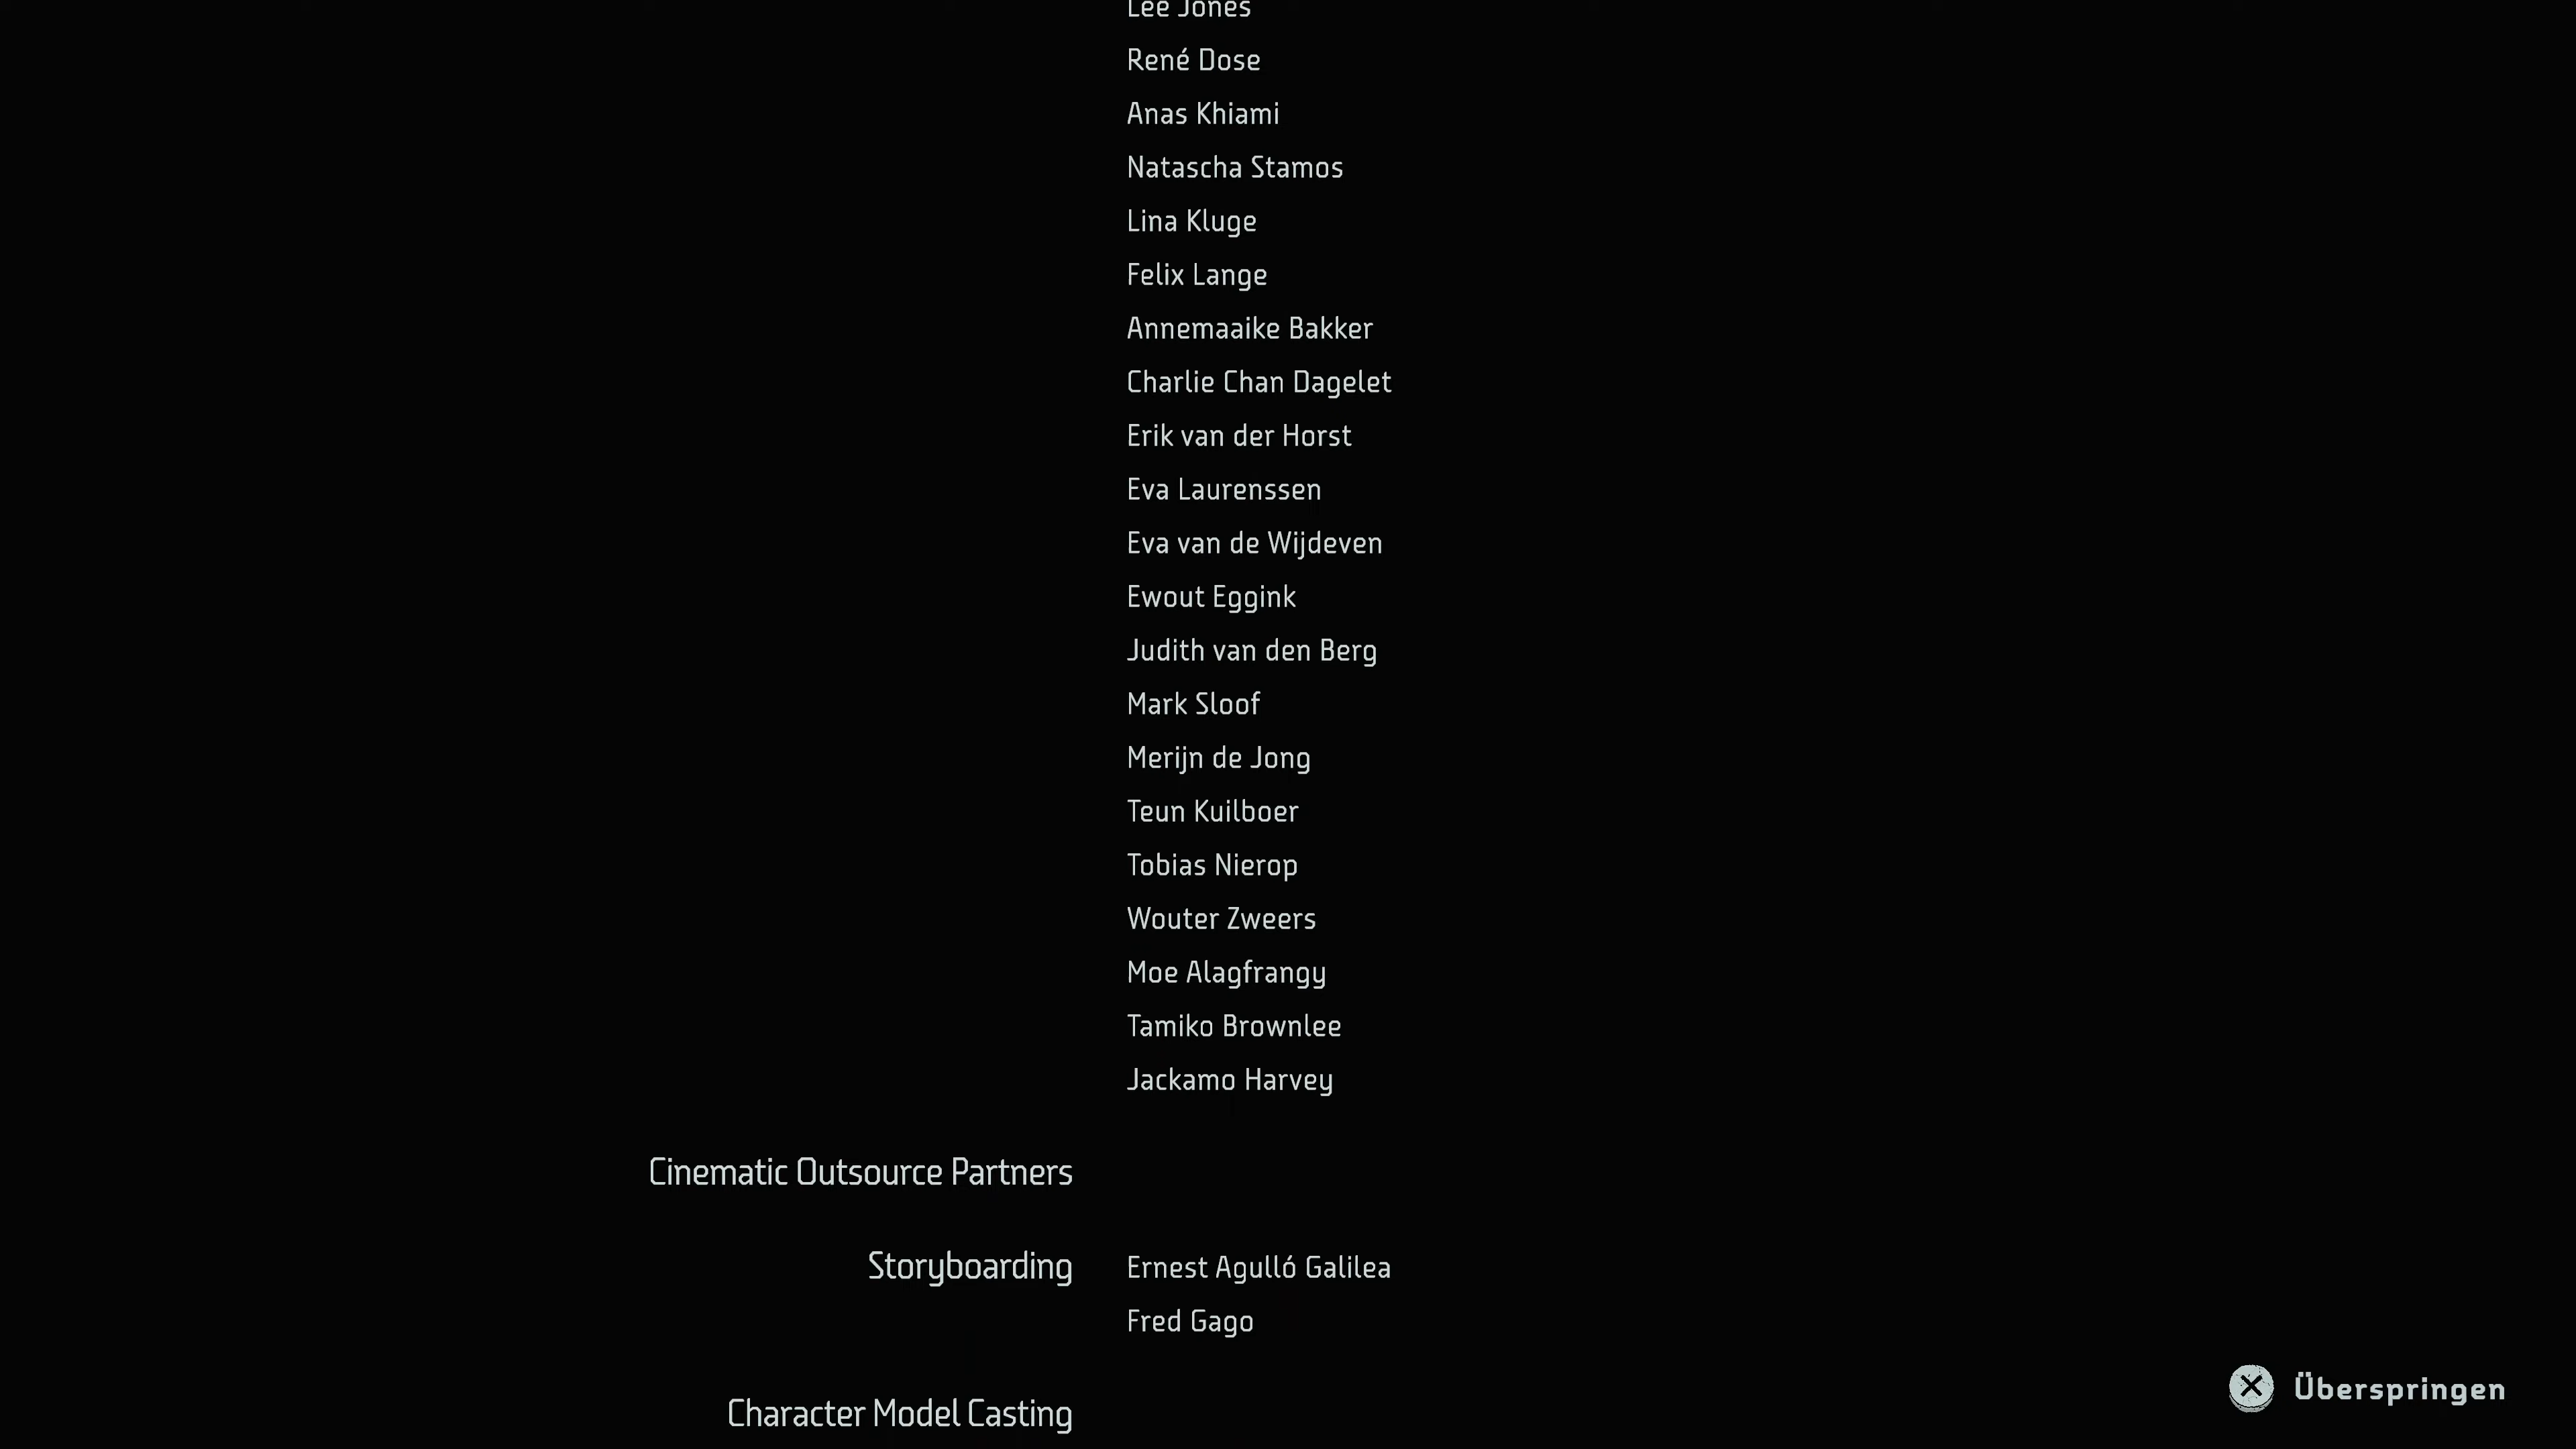 Lee Jones
René Dose
Anas Khiami
Natascha Stamos
Lina Kluge
Felix Lange
Annemaaike Bakker
Charlie Chan Dagelet
Erik van der Horst
Eva Laurenssen
Eva van de Wijdeven
Ewout Eggink
Judith van den Berg
Mark Sloof
Merijn de Jong
Teun Kuilboer
Tobias Nierop
Wouter Zweers
Moe Alagfrangy
Tamiko Brownlee
Jackamo Harvey
Cinematic Outsource Partners
Storyboarding Ernest Agulló Galilea
Fred Gago
Überspringen
Character Model Casting